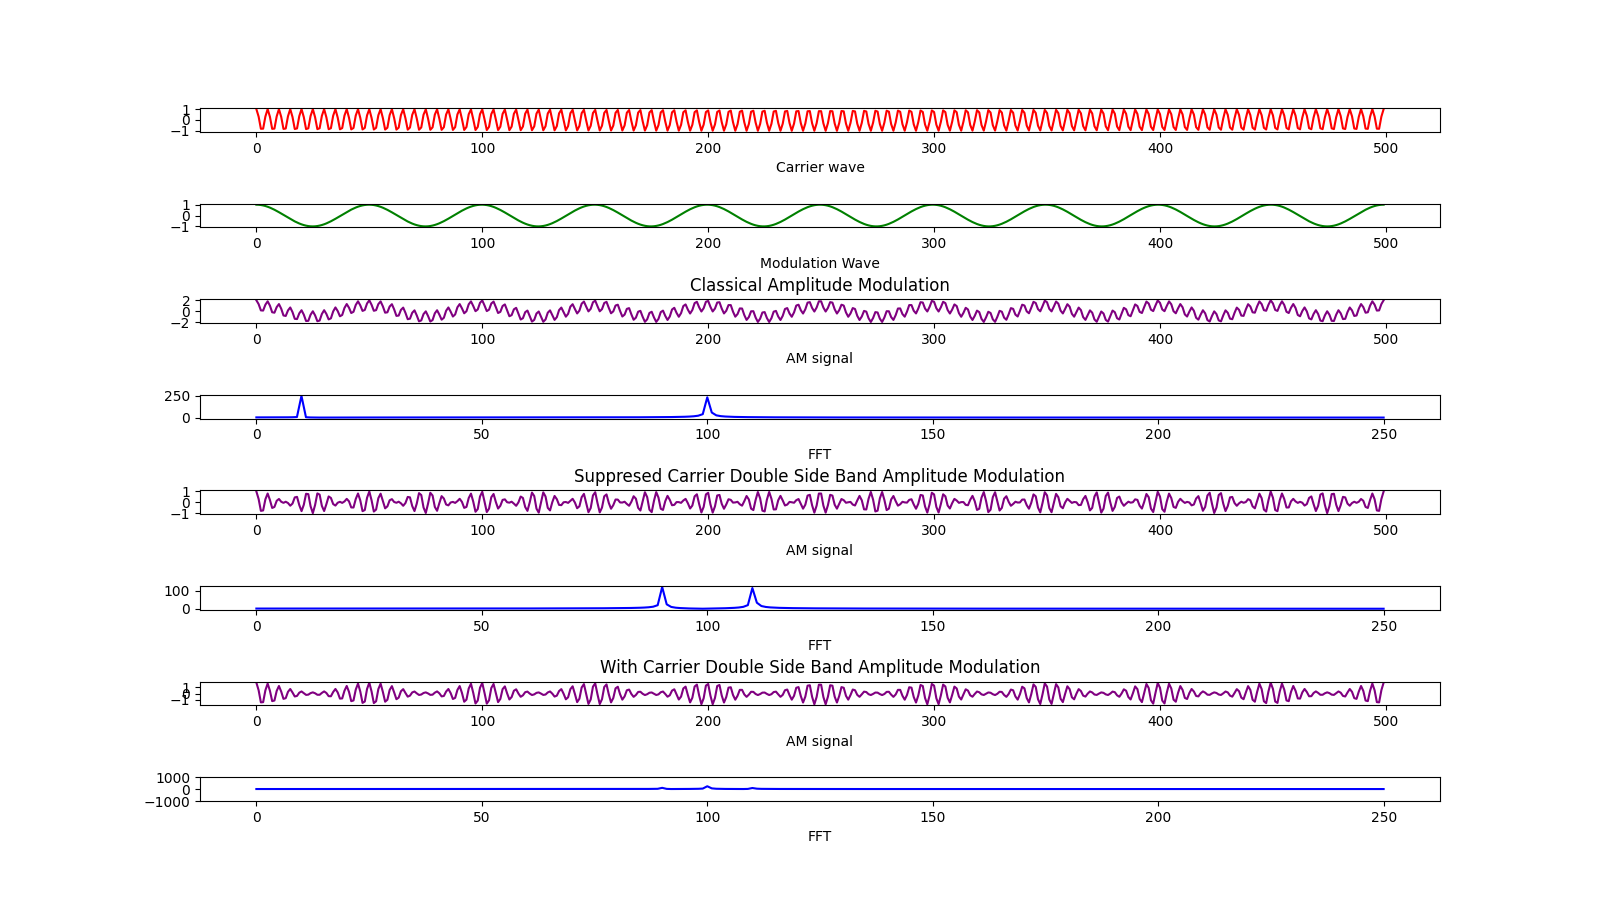 1
0
−1
0 100 200 300 400 500
Carrier wave
1
0
−1
0 100 200 300 400 500
Modulation Wave
Classical Amplitude Modulation
2
0
−2
0 100 200 300 400 500
AM signal
250
0
0 50 100 150 200 250
FFT
Suppresed Carrier Double Side Band Amplitude Modulation
1
0
−1
0 100 200 300 400 500
AM signal
100
0
0 50 100 150 200 250
FFT
With Carrier Double Side Band Amplitude Modulation
1
0
−1
0 100 200 300 400 500
AM signal
1000
0
−1000
0 50 100 150 200 250
FFT